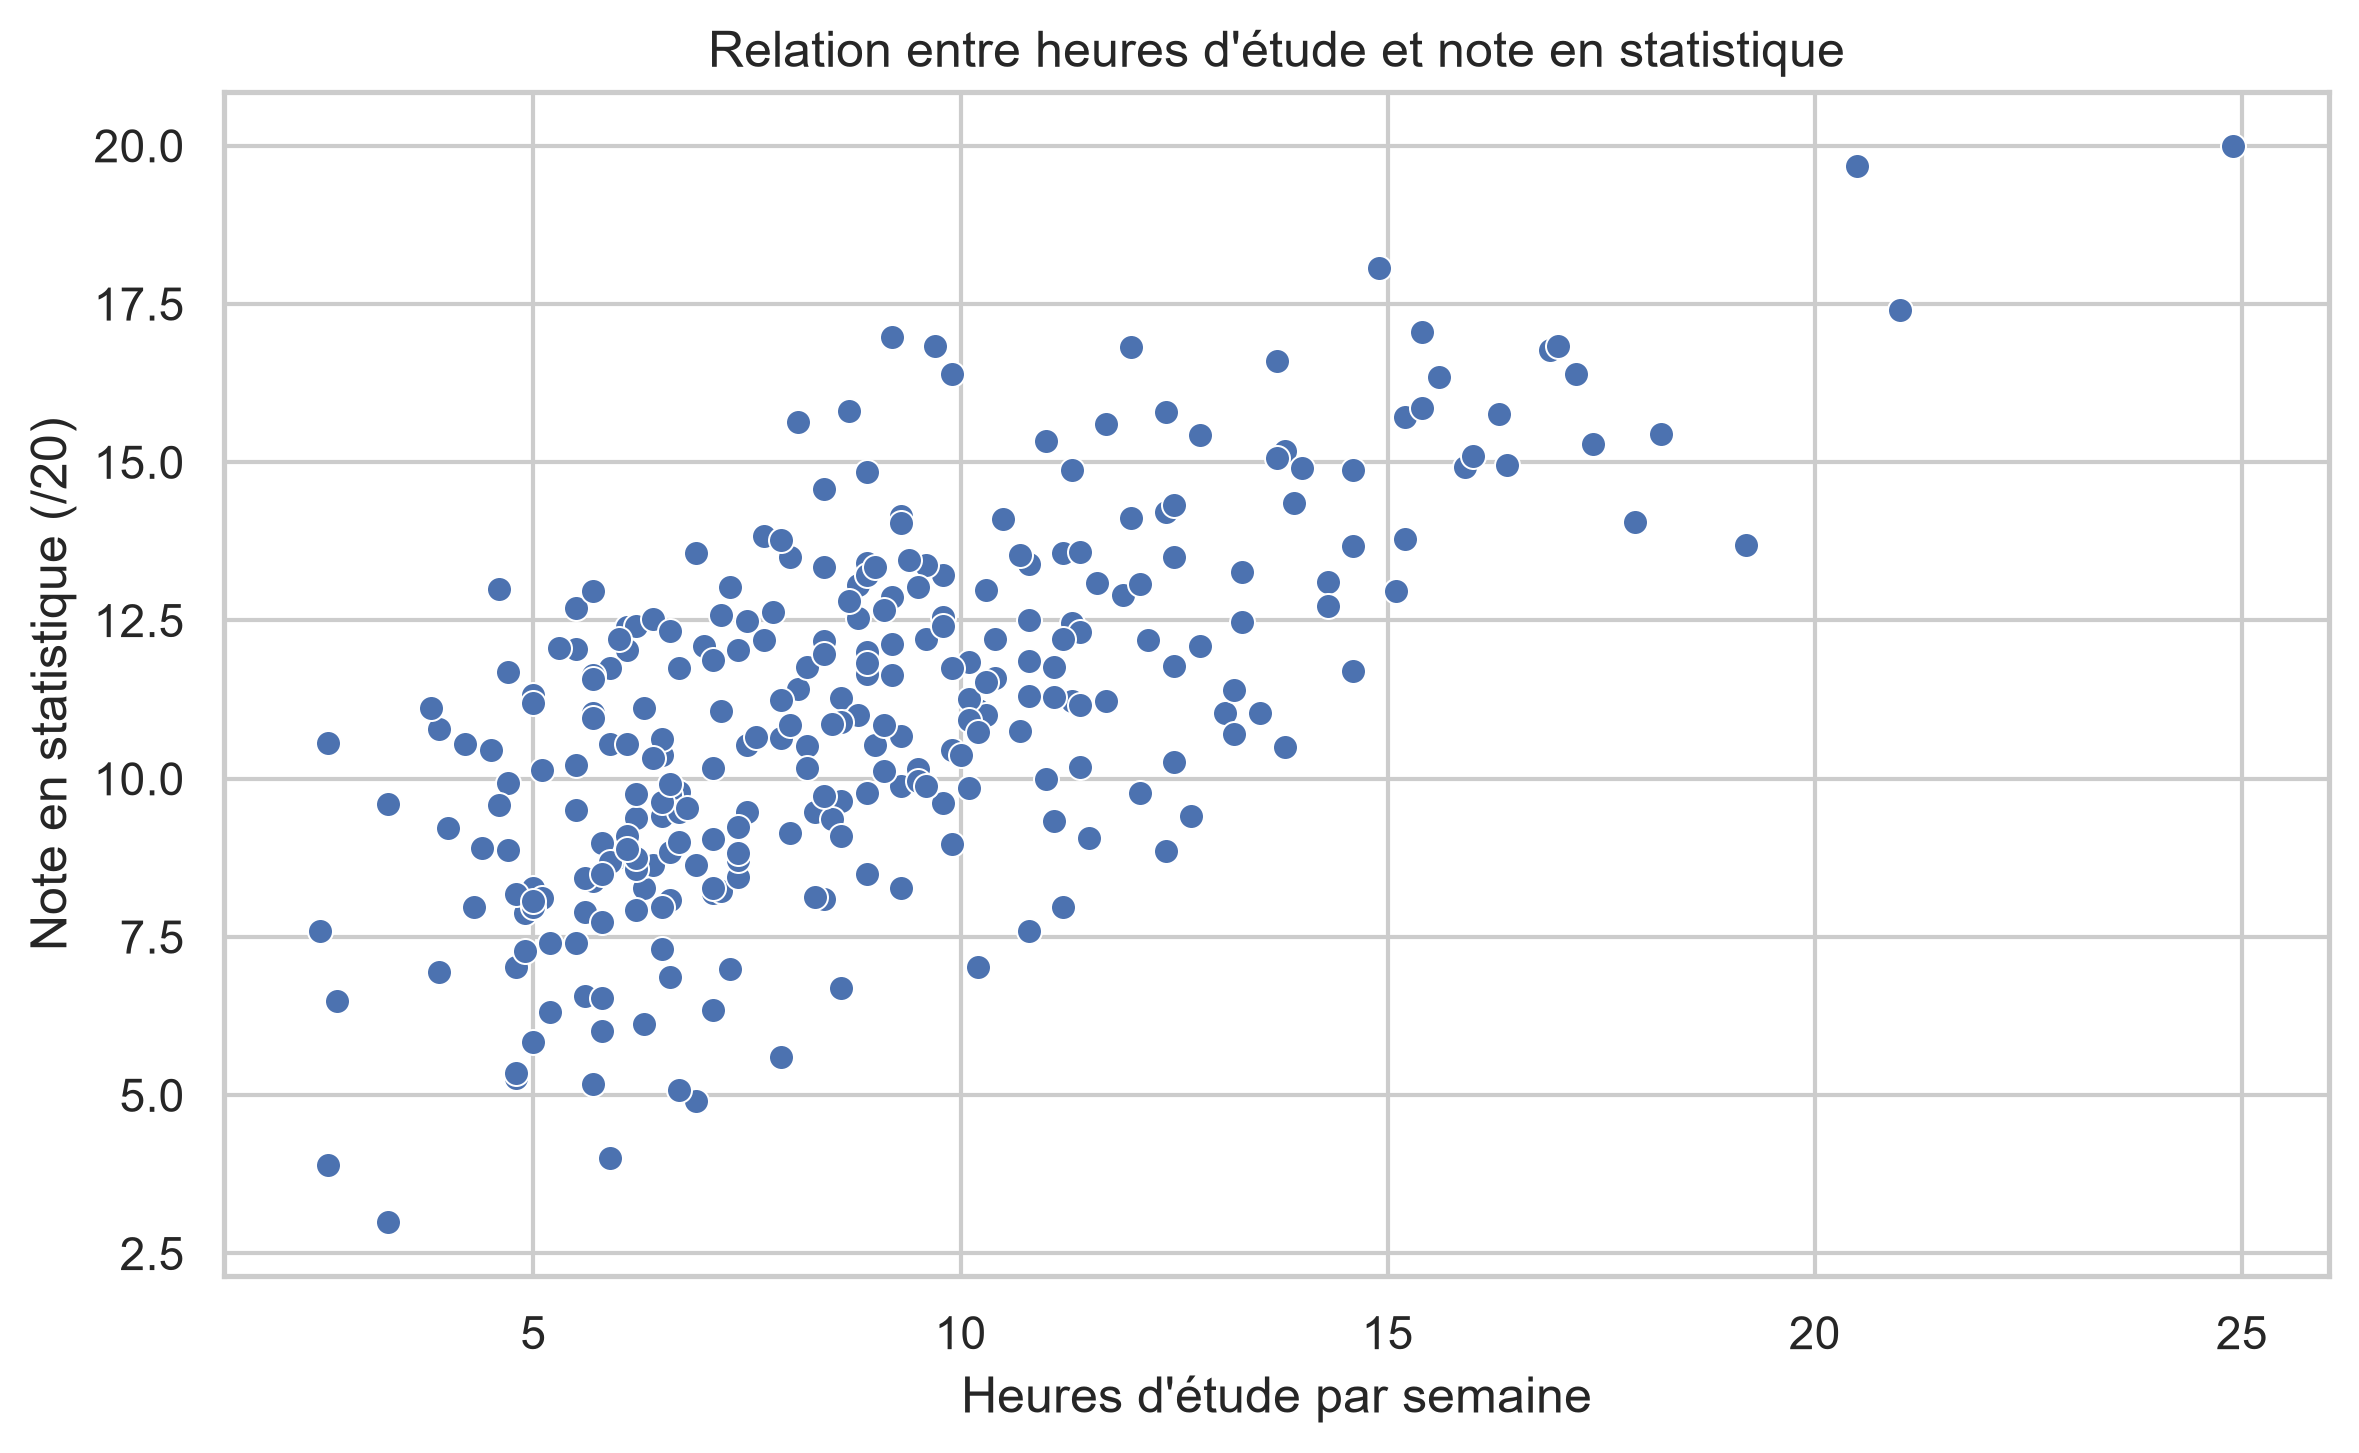 Relation entre heures d'étude et note en statistique
20.0
17.5
15.0
12.5
10.0
7.5
5.0
2.5
Note en statistique (/20)
5 10 15 20 25
Heures d'étude par semaine